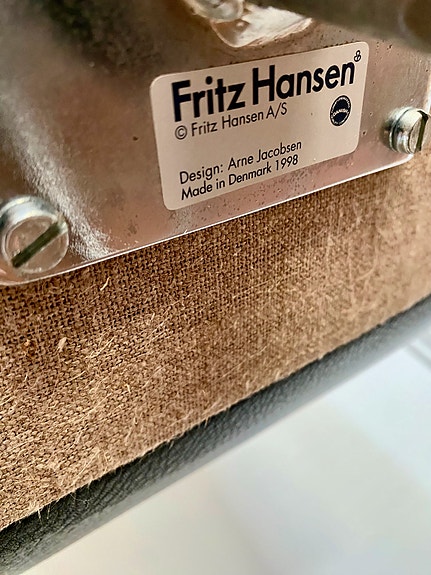 Fritz Hansen
© Fritz Hansen A/S
Design: Arne Jacobsen
Made in Denmark 1998